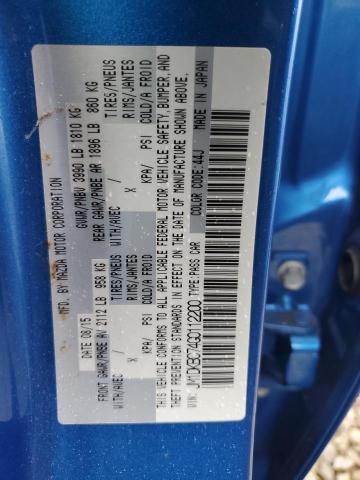 MFD. BY MAZDA MOTOR CORPORATION
DATE 08/15 GVWR/PNBV 3990 LB 1810 KG
FRONT GAWR/PNBE AV 2112 LB 958 KG REAR GAWR/PNBE AR 1896 LB 860 KG
WITH/AVEC TIRES/PNEUS WITH/AVEC TIRES/PNEUS
X RIMS/JANTES X RIMS/JANTES
KPA/ PSI COLD/A FROID KPA/ PSI COLD/A FROID
THIS VEHICLE CONFORMS TO ALL APPLICABLE FEDERAL MOTOR VEHICLE SAFETY, BUMPER, AND
THEFT PREVENTION STANDARDS IN EFFECT ON THE DATE OF MANUFACTURE SHOWN ABOVE.
JM1DKBC74G0112200 TYPE:PASS CAR
COLOR CODE:44J MADE IN JAPAN